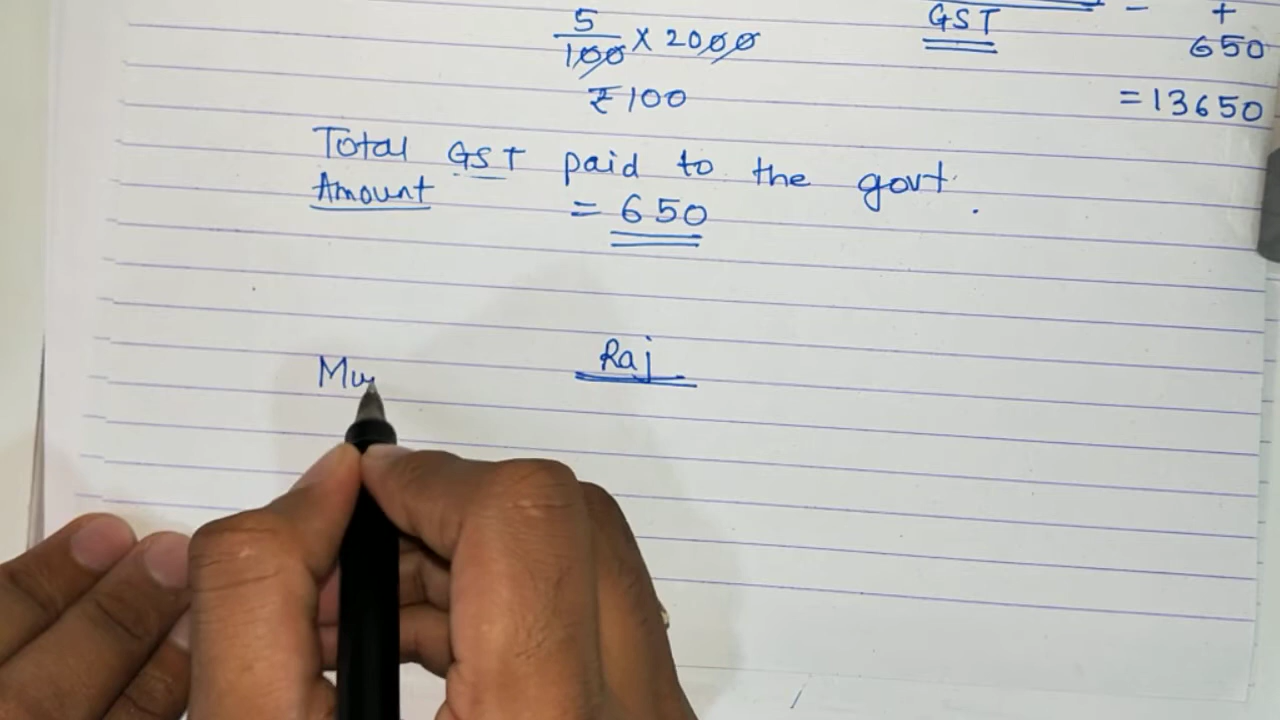 5
100 × 2000
₹100
GST
- +
650
=13650
Total GST paid to the govt.
Amount = 650
Raj
Mu